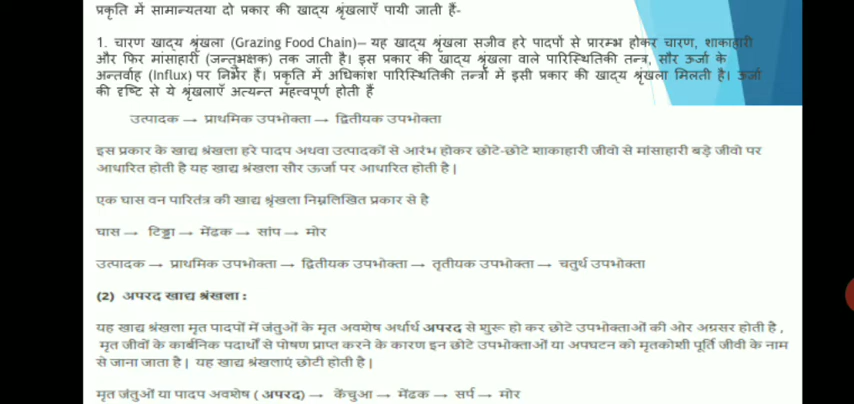 प्रकृति में सामान्यतया दो प्रकार की खाद्य श्रृंखलाएँ पायी जाती हैं-
1. चारण खाद्य श्रृंखला (Grazing Food Chain)– यह खाद्य श्रृंखला सजीव हरे पादपों से प्रारम्भ होकर चारण, शाकाहारी
और फिर मांसाहारी (जन्तुभक्षक) तक जाती है। इस प्रकार की खाद्य श्रृंखला वाले पारिस्थितिकी तन्त्र, सौर ऊर्जा के
अन्तर्वाह (Influx) पर निर्भर हैं। प्रकृति में अधिकांश पारिस्थितिकी तन्त्रों में इसी प्रकार की खाद्य श्रृंखला मिलती है। ऊर्जा
की दृष्टि से ये श्रृंखलाएँ अत्यन्त महत्वपूर्ण होती हैं
उत्पादक → प्राथमिक उपभोक्ता → द्वितीयक उपभोक्ता
इस प्रकार के खाद्य श्रंखला हरे पादप अथवा उत्पादकों से आरंभ होकर छोटे-छोटे शाकाहारी जीवो से मांसाहारी बड़े जीवो पर
आधारित होती है यह खाद्य श्रंखला सौर ऊर्जा पर आधारित होती है |
एक घास वन पारितंत्र की खाद्य श्रृंखला निम्नलिखित प्रकार से है
घास → टिड्डा → मेंढक → सांप → मोर
उत्पादक → प्राथमिक उपभोक्ता → द्वितीयक उपभोक्ता → तृतीयक उपभोक्ता → चतुर्थ उपभोक्ता
(2) अपरद खाद्य श्रंखला :
यह खाद्य श्रंखला मृत पादपों में जंतुओं के मृत अवशेष अर्थार्थ अपरद से शुरू हो कर छोटे उपभोक्ताओं की ओर अग्रसर होती है ,
मृत जीवों के कार्बनिक पदार्थों से पोषण प्राप्त करने के कारण इन छोटे उपभोक्ताओं या अपघटन को मृतकोशी पूर्ति जीवी के नाम
से जाना जाता है | यह खाद्य श्रंखलाएं छोटी होती है |
मृत जंतुओं या पादप अवशेष ( अपरद) → केंचुआ → मेंढक → सर्प → मोर